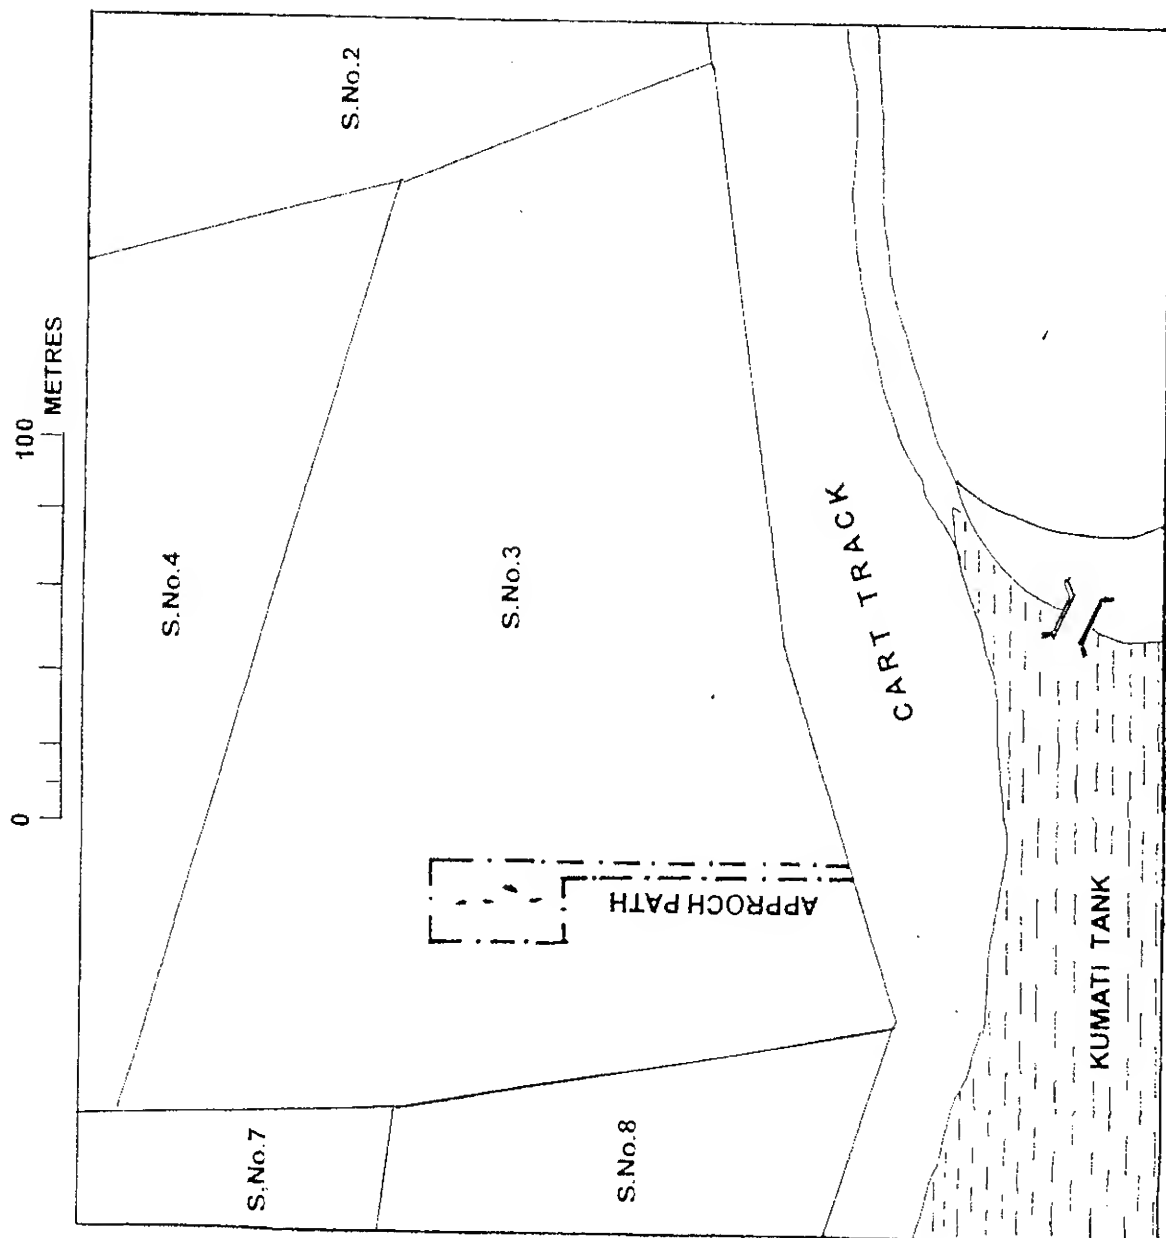 0 100
METRES
S.No.2
S.No.4
S.No.3
S.No.7
S.No.8
APPROCH PATH
CART TRACK
KUMATI TANK